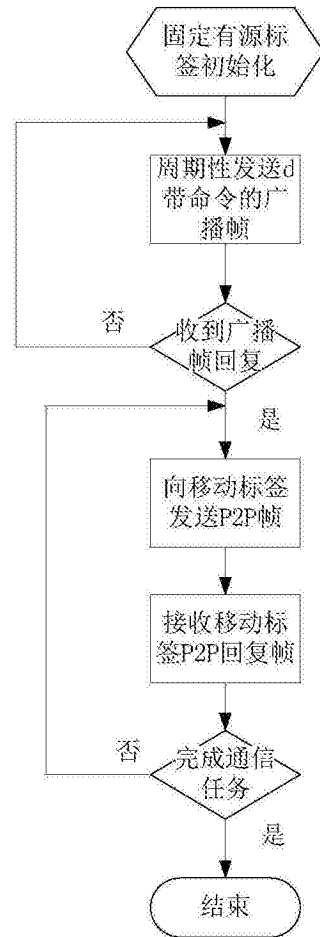 固定有源标
签初始化
周期性发送d
带命令的广
播帧
否
收到广播
帧回复
是
向移动标签
发送P2P帧
接收移动标
签P2P回复帧
否
完成通信
任务
是
结束